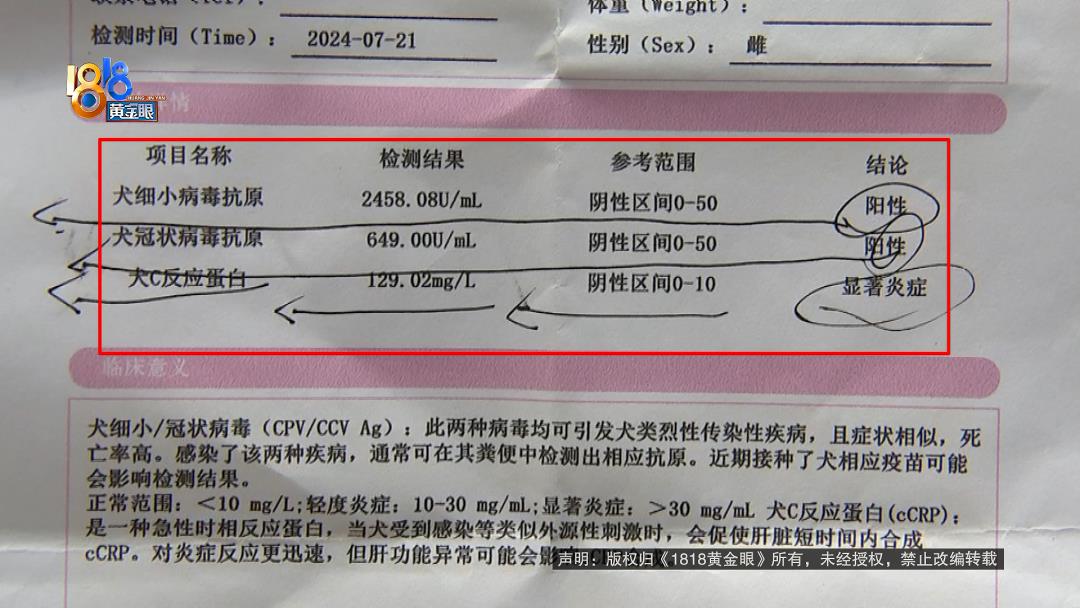 联系电话（Tel）：
体重（Weight）：
检测时间（Time）： 2024-07-21
性别（Sex）： 雌
1818
HUANG JIN YAN
黄金眼
情
项目名称 检测结果 参考范围 结论
犬细小病毒抗原 2458.08U/mL 阴性区间0-50 阳性
犬冠状病毒抗原 649.00U/mL 阴性区间0-50 阳性
犬C反应蛋白 129.02mg/L 阴性区间0-10 显著炎症
临床意义
犬细小/冠状病毒（CPV/CCV Ag）：此两种病毒均可引发犬类烈性传染性疾病，且症状相似，死
亡率高。感染了该两种疾病，通常可在其粪便中检测出相应抗原。近期接种了犬相应疫苗可能
会影响检测结果。
正常范围：＜10 mg/L;轻度炎症：10-30 mg/mL;显著炎症：＞30 mg/mL 犬C反应蛋白(cCRP)：
是一种急性时相反应蛋白，当犬受到感染等类似外源性刺激时，会促使肝脏短时间内合成
cCRP。对炎症反应更迅速，但肝功能异常可能会影
声明：版权归《1818黄金眼》所有，未经授权，禁止改编转载